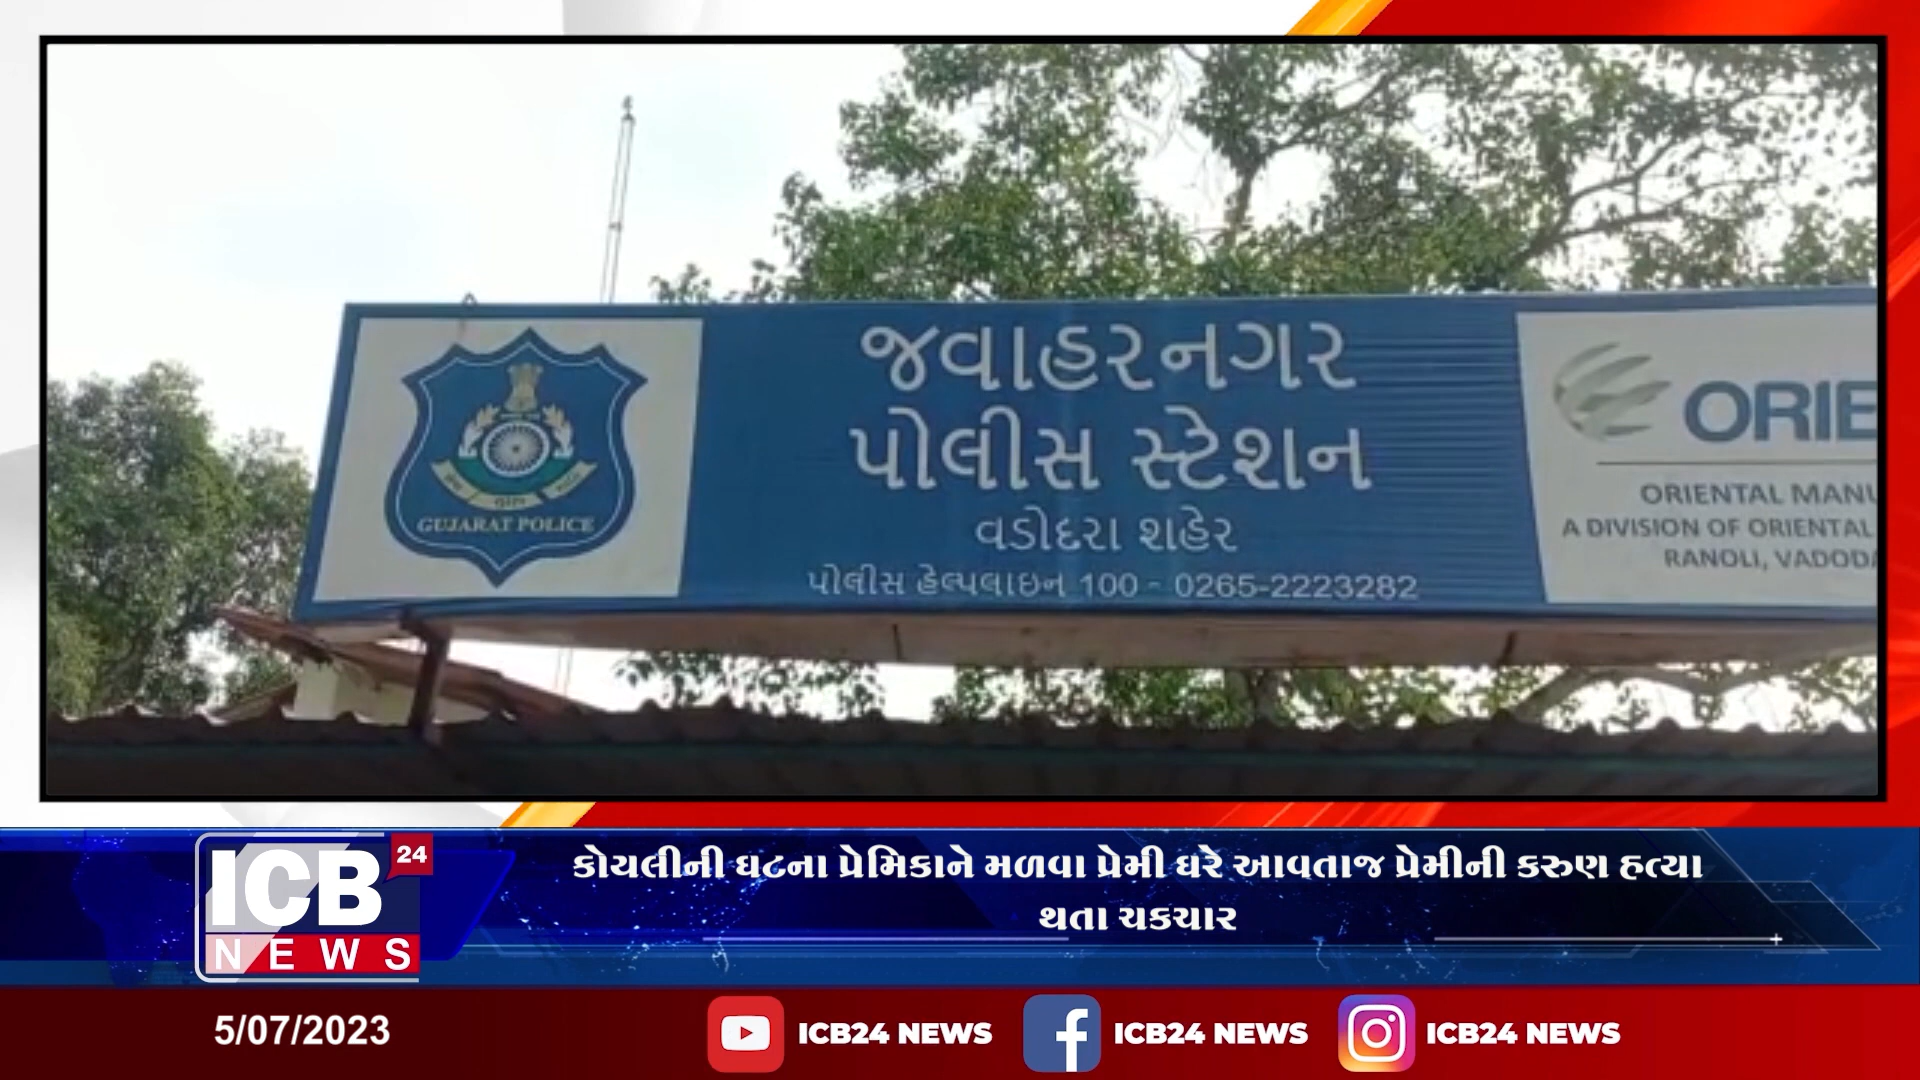 જવાહરનગર
પોલીસ સ્ટેશન
વડોદરા શહેર
પોલીસ હેલ્પલાઇન 100 - 0265-2223282
GUJARAT POLICE
ORIE
ORIENTAL MANU
A DIVISION OF ORIENTAL
RANOLI, VADODA
ICB 24
NEWS
કોયલીની ઘટના પ્રેમિકાને મળવા પ્રેમી ઘરે આવતાજ પ્રેમીની કરુણ હત્યા
થતા ચકચાર
5/07/2023
ICB24 NEWS
ICB24 NEWS
ICB24 NEWS